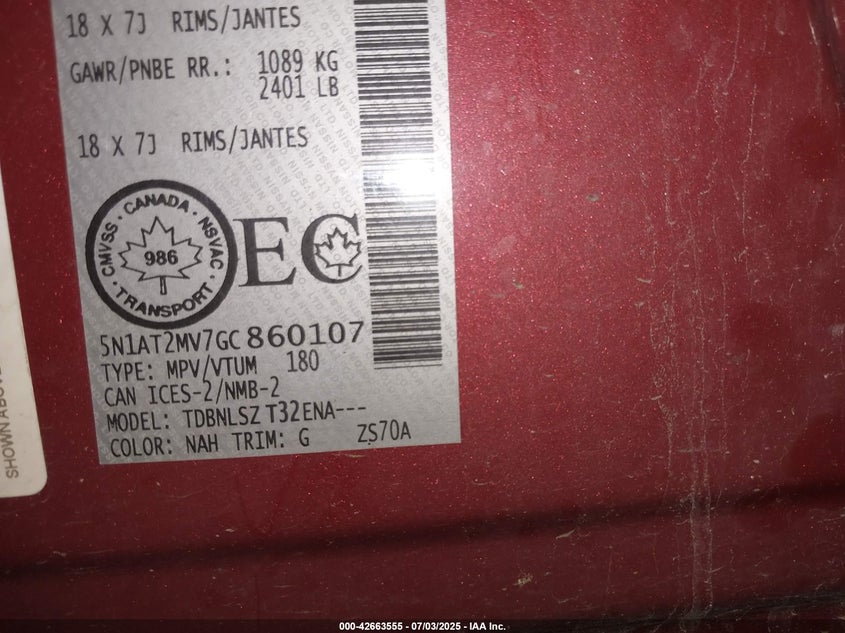 18 X 7J RIMS/JANTES
GAWR/PNBE RR.: 1089 KG
2401 LB
18 X 7J RIMS/JANTES
CMVSS · CANADA · NSVAC · TRANSPORT ·
986
EC
5N1AT2MV7GC860107
TYPE: MPV/VTUM 180
CAN ICES-2/NMB-2
MODEL: TDBNLSZ T32ENA---
COLOR: NAH TRIM: G ZS70A
SHOWN ABOVE
000-42663555 - 07/03/2025 - IAA Inc.